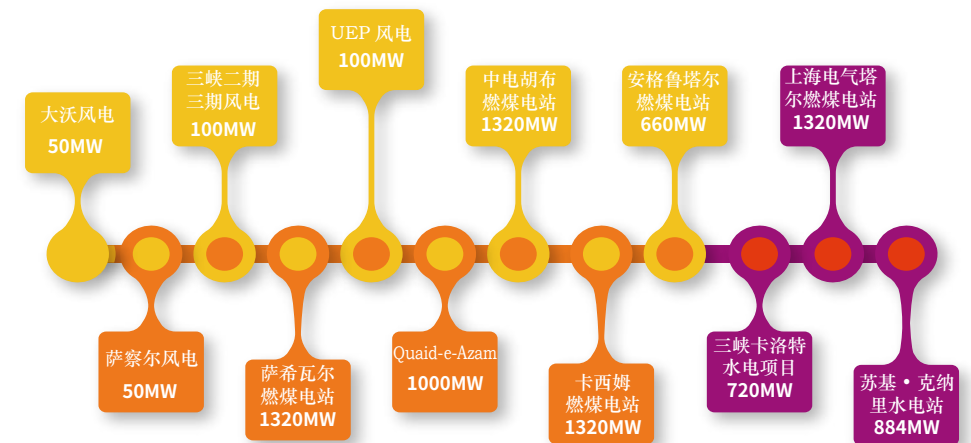 大沃风电
50MW
萨察尔风电
50MW
三峡二期
三期风电
100MW
萨希瓦尔
燃煤电站
1320MW
UEP 风电
100MW
Quaid-e-Azam
1000MW
中电胡布
燃煤电站
1320MW
卡西姆
燃煤电站
1320MW
安格鲁塔尔
燃煤电站
660MW
三峡卡洛特
水电项目
720MW
上海电气塔
尔燃煤电站
1320MW
苏基·克纳
里水电站
884MW